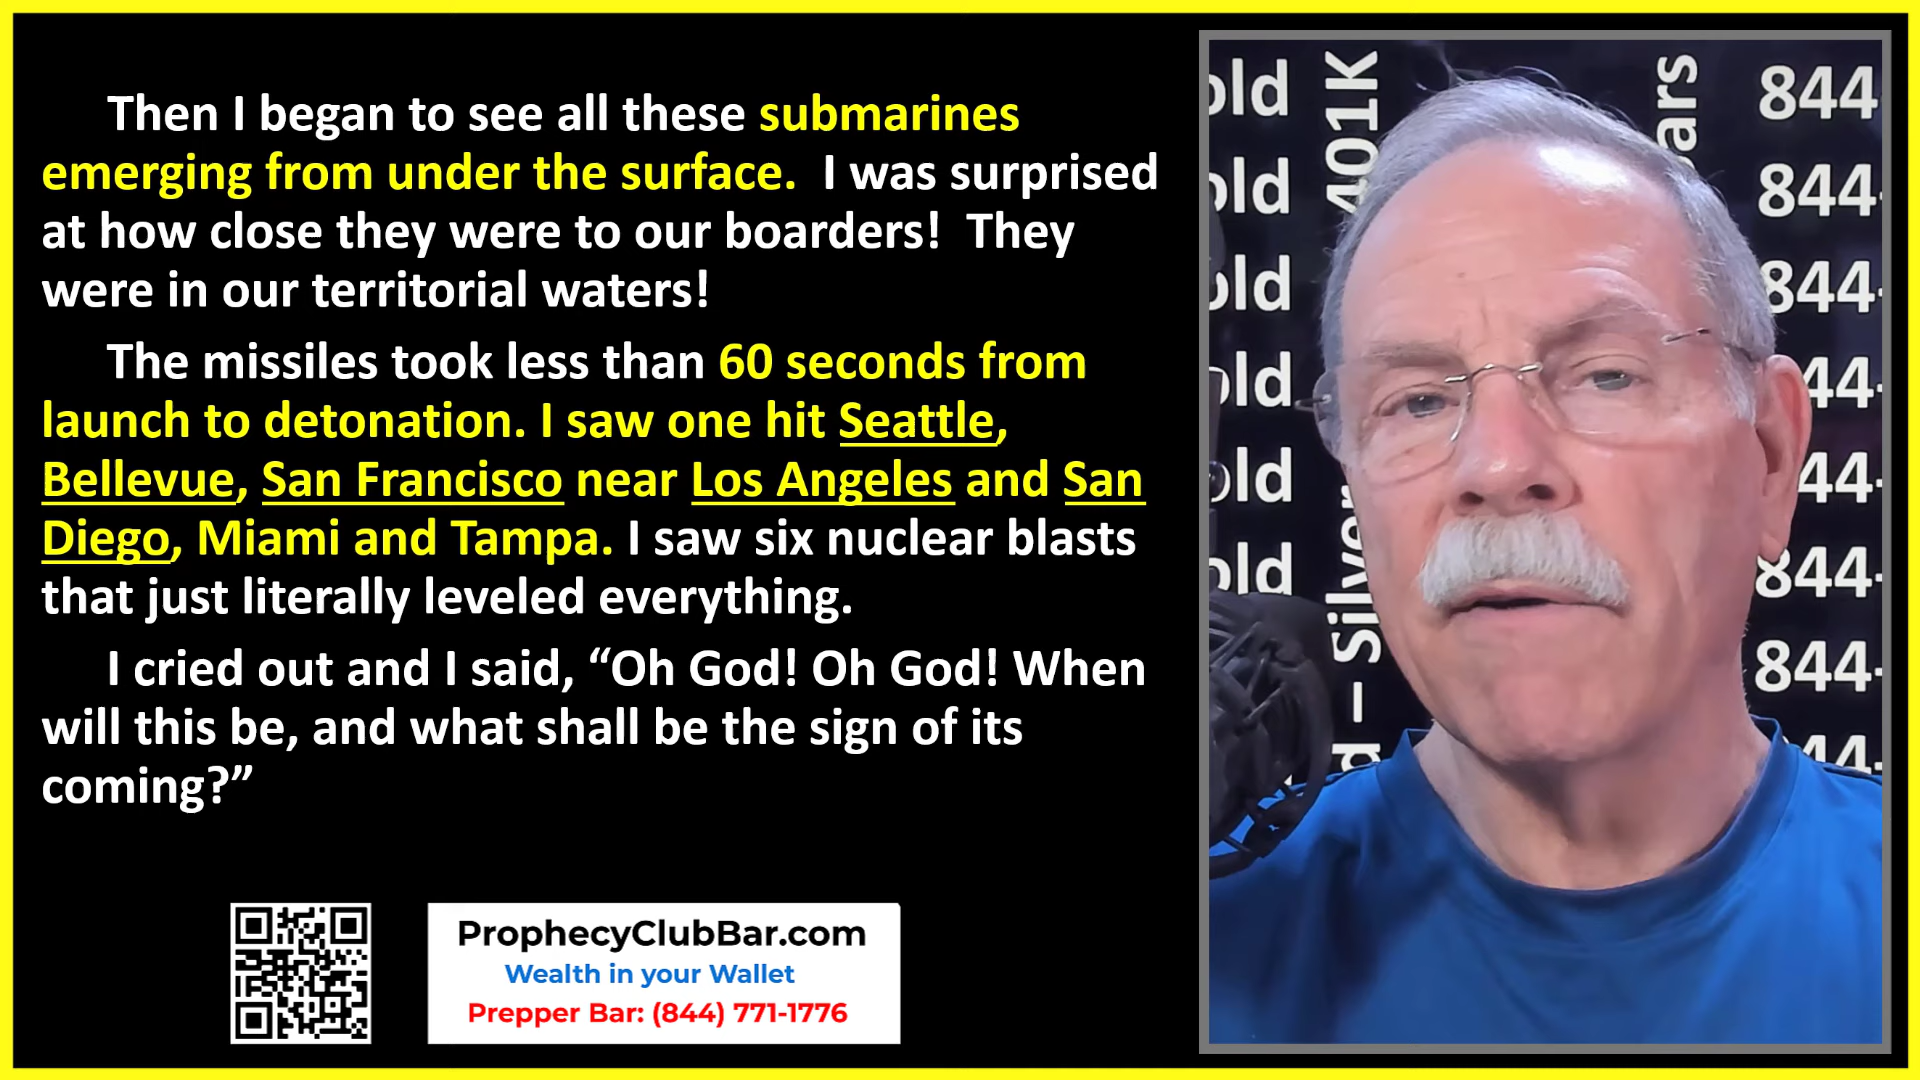 Then I began to see all these submarines
emerging from under the surface.  I was surprised
at how close they were to our boarders!  They
were in our territorial waters!
The missiles took less than 60 seconds from
launch to detonation. I saw one hit Seattle,
Bellevue, San Francisco near Los Angeles and San
Diego, Miami and Tampa. I saw six nuclear blasts
that just literally leveled everything.
I cried out and I said, “Oh God! Oh God! When
will this be, and what shall be the sign of its
coming?”
ProphecyClubBar.com
Wealth in your Wallet
Prepper Bar: (844) 771-1776
401K
Silver
844
844-
844-
844-
844-
844-